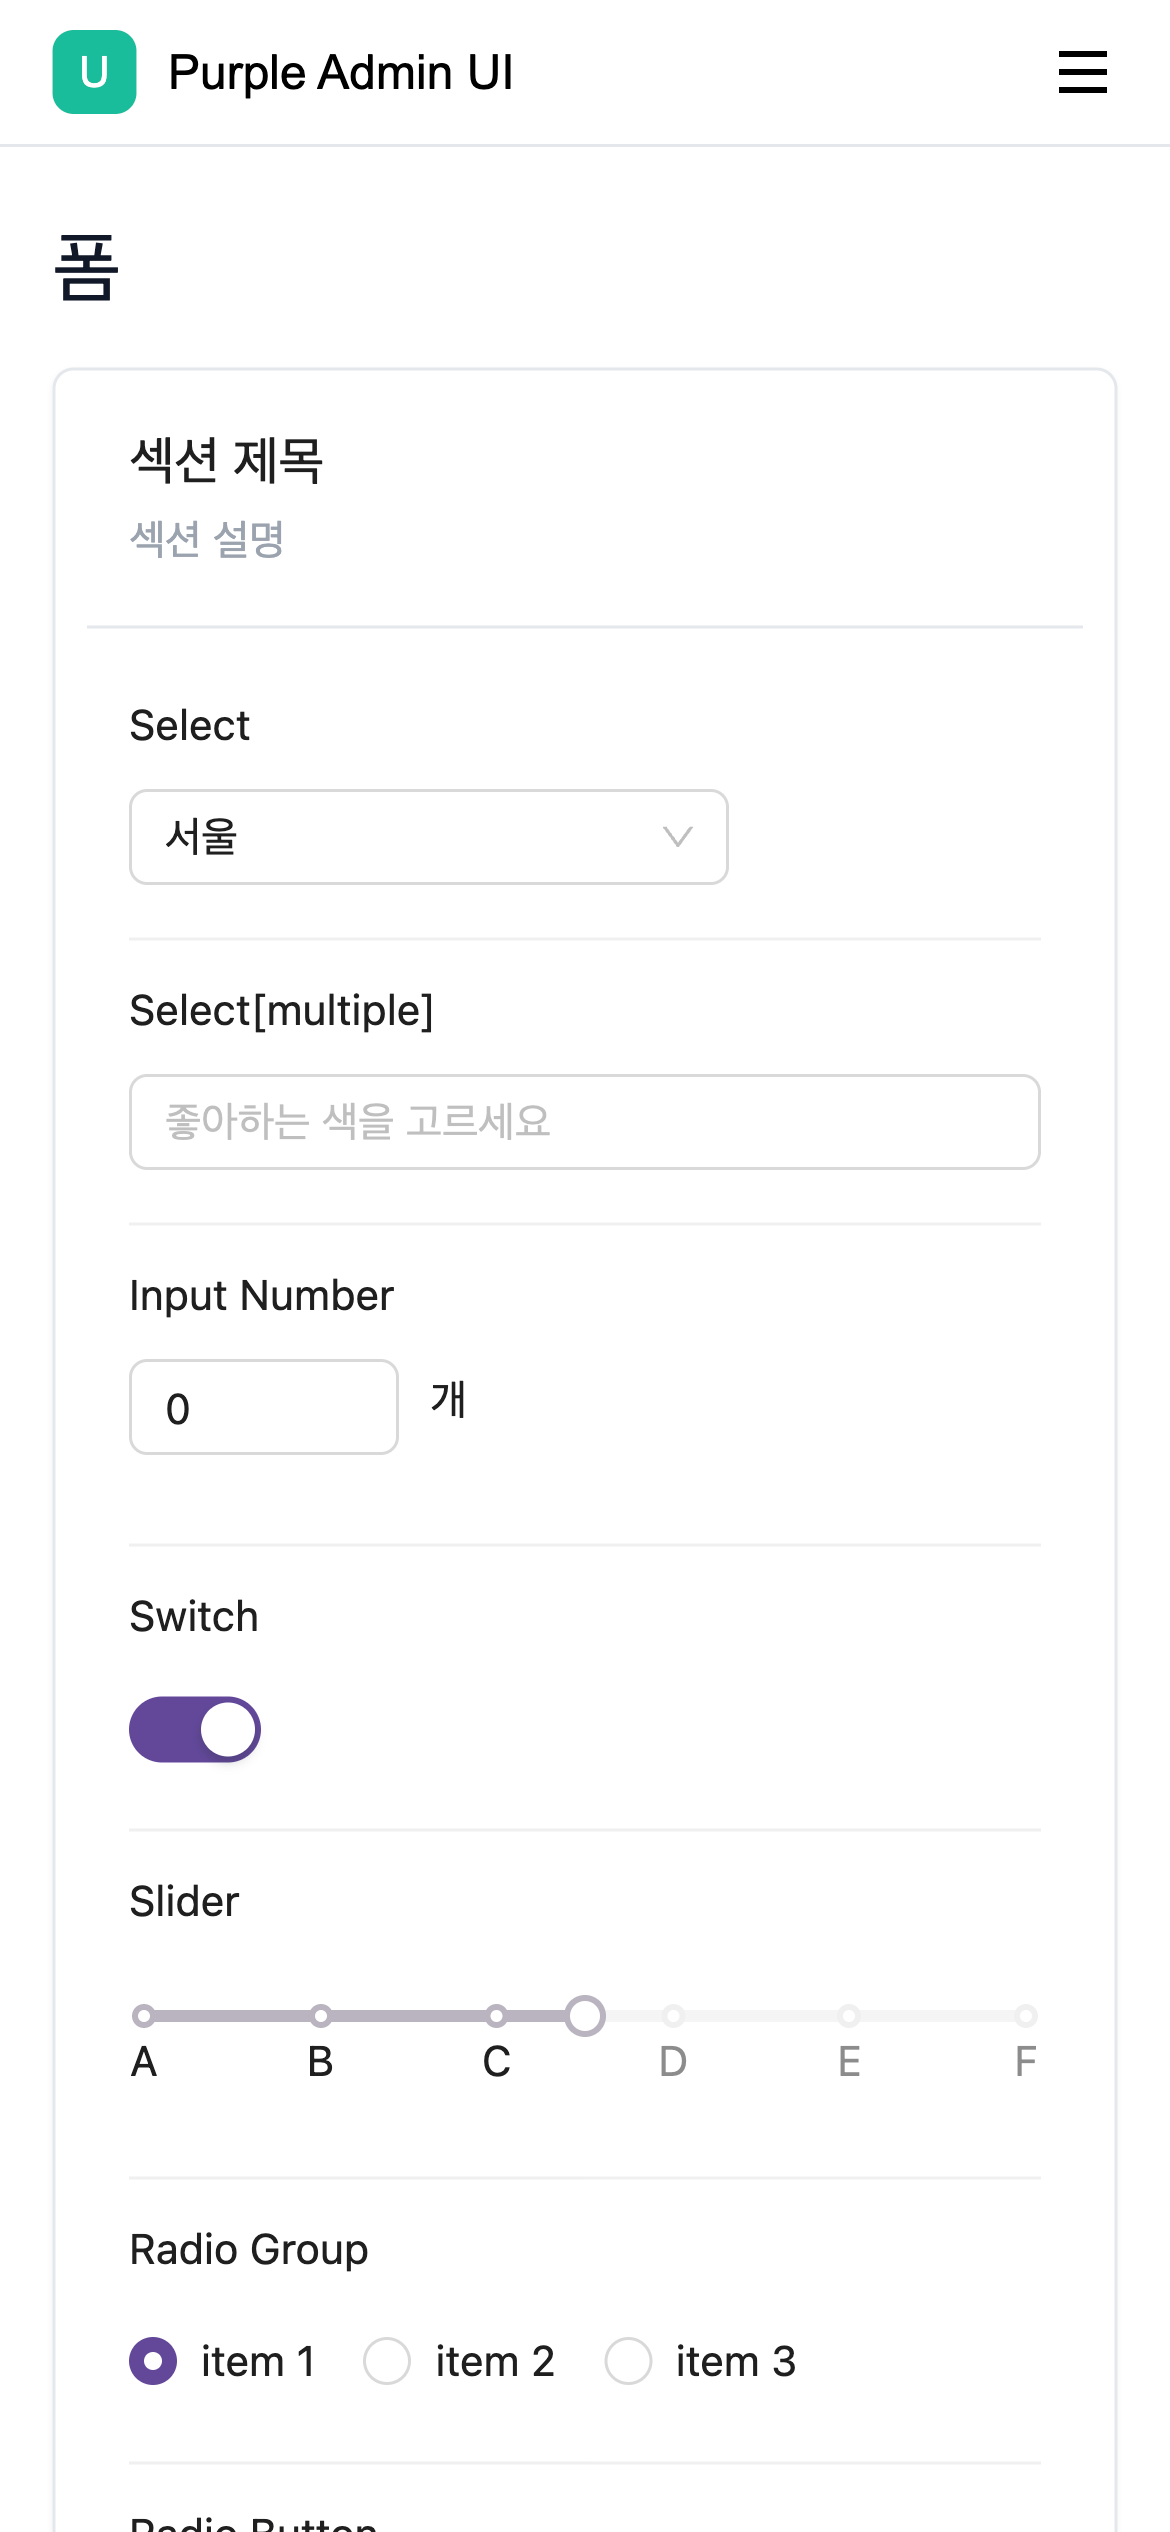 U Purple Admin UI
폼
섹션 제목
섹션 설명
Select
서울
Select[multiple]
좋아하는 색을 고르세요
Input Number
0 개
Switch
Slider
A B C D E F
Radio Group
item 1 item 2 item 3
Radio Button